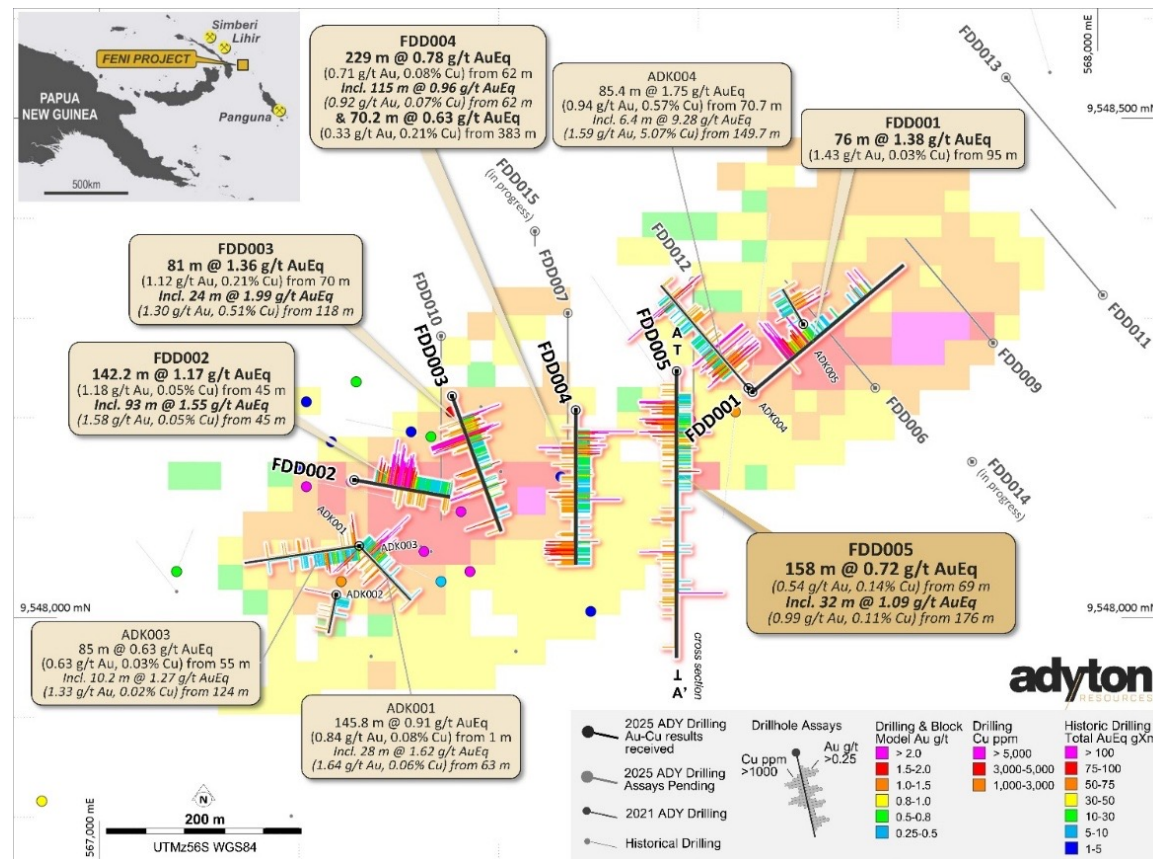 Simberi
Lihir
FENI PROJECT
PAPUA
NEW GUINEA
Panguna
500km
FDD004
229 m @ 0.78 g/t AuEq
(0.71 g/t Au, 0.08% Cu) from 62 m
Incl. 115 m @ 0.96 g/t AuEq
(0.92 g/t Au, 0.07% Cu) from 62 m
& 70.2 m @ 0.63 g/t AuEq
(0.33 g/t Au, 0.21% Cu) from 383 m
ADK004
85.4 m @ 1.75 g/t AuEq
(0.94 g/t Au, 0.57% Cu) from 70.7 m
Incl. 6.4 m @ 9.28 g/t AuEq
(1.59 g/t Au, 5.07% Cu) from 149.7 m
FDD001
76 m @ 1.38 g/t AuEq
(1.43 g/t Au, 0.03% Cu) from 95 m
FDD013
568,000 mE
9,548,500 mN
FDD015
(in progress)
FDD003
81 m @ 1.36 g/t AuEq
(1.12 g/t Au, 0.21% Cu) from 70 m
Incl. 24 m @ 1.99 g/t AuEq
(1.30 g/t Au, 0.51% Cu) from 118 m
FDD002
142.2 m @ 1.17 g/t AuEq
(1.18 g/t Au, 0.05% Cu) from 45 m
Incl. 93 m @ 1.55 g/t AuEq
(1.58 g/t Au, 0.05% Cu) from 45 m
FDD010
FDD003
FDD007
FDD004
FDD012
FDD005
A
T
FDD001
ADK004
ADK005
FDD006
FDD009
FDD011
FDD014
(in progress)
FDD002
ADK001
ADK003
ADK002
FDD005
158 m @ 0.72 g/t AuEq
(0.54 g/t Au, 0.14% Cu) from 69 m
Incl. 32 m @ 1.09 g/t AuEq
(0.99 g/t Au, 0.11% Cu) from 176 m
9,548,000 mN
9,548,000 mN
cross section
A'
ADK003
85 m @ 0.63 g/t AuEq
(0.63 g/t Au, 0.03% Cu) from 55 m
Incl. 10.2 m @ 1.27 g/t AuEq
(1.33 g/t Au, 0.02% Cu) from 124 m
ADK001
145.8 m @ 0.91 g/t AuEq
(0.84 g/t Au, 0.08% Cu) from 1 m
Incl. 28 m @ 1.62 g/t AuEq
(1.64 g/t Au, 0.06% Cu) from 63 m
567,000 mE
N
200 m
UTMz56S WGS84
adyton
RESOURCES
2025 ADY Drilling
Au-Cu results
received
2025 ADY Drilling
Assays Pending
2021 ADY Drilling
Historical Drilling
Drillhole Assays
Cu ppm
>1000
Au g/t
>0.25
Drilling & Block
Model Au g/t
> 2.0
1.5-2.0
1.0-1.5
0.8-1.0
0.5-0.8
0.25-0.5
Drilling
Cu ppm
> 5,000
3,000-5,000
1,000-3,000
Historic Drilling
Total AuEq gXm
> 100
75-100
50-75
30-50
10-30
5-10
1-5